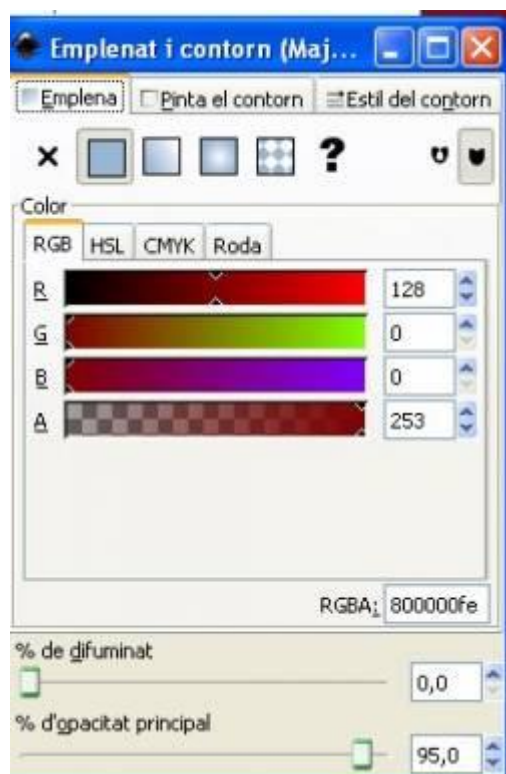 Emplenat i contorn (Maj...
Emplena Pinta el contorn Estil del contorn
?
Color
RGB HSL CMYK Roda
R 128
G 0
B 0
A 253
RGBA: 800000fe
% de difuminat
0,0
% d'opacitat principal
95,0